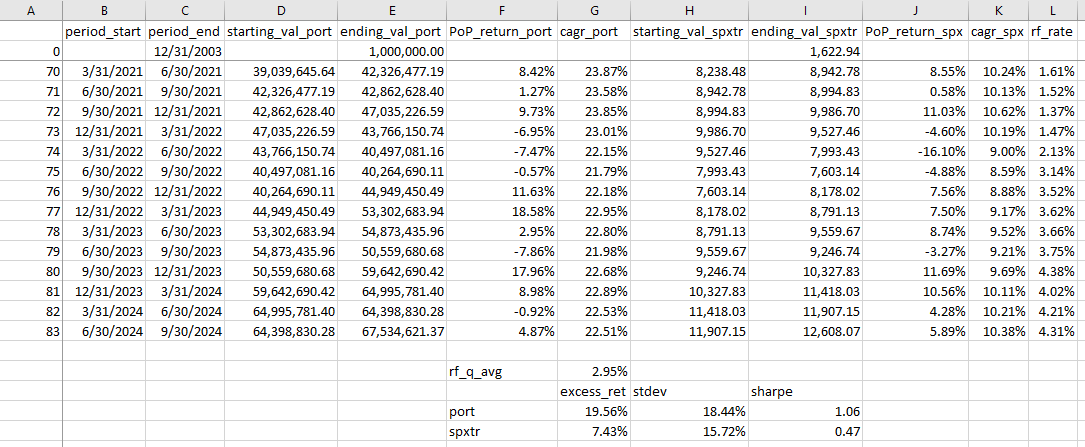 A B C D E F G H I J K L
period_start period_end starting_val_port ending_val_port PoP_return_port cagr_port starting_val_spxtr ending_val_spxtr PoP_return_spx cagr_spx rf_rate
0 12/31/2003 1,000,000.00 1,622.94
70 3/31/2021 6/30/2021 39,039,645.64 42,326,477.19 8.42% 23.87% 8,238.48 8,942.78 8.55% 10.24% 1.61%
71 6/30/2021 9/30/2021 42,326,477.19 42,862,628.40 1.27% 23.58% 8,942.78 8,994.83 0.58% 10.13% 1.52%
72 9/30/2021 12/31/2021 42,862,628.40 47,035,226.59 9.73% 23.85% 8,994.83 9,986.70 11.03% 10.62% 1.37%
73 12/31/2021 3/31/2022 47,035,226.59 43,766,150.74 -6.95% 23.01% 9,986.70 9,527.46 -4.60% 10.19% 1.47%
74 3/31/2022 6/30/2022 43,766,150.74 40,497,081.16 -7.47% 22.15% 9,527.46 7,993.43 -16.10% 9.00% 2.13%
75 6/30/2022 9/30/2022 40,497,081.16 40,264,690.11 -0.57% 21.79% 7,993.43 7,603.14 -4.88% 8.59% 3.14%
76 9/30/2022 12/31/2022 40,264,690.11 44,949,450.49 11.63% 22.18% 7,603.14 8,178.02 7.56% 8.88% 3.52%
77 12/31/2022 3/31/2023 44,949,450.49 53,302,683.94 18.58% 22.95% 8,178.02 8,791.13 7.50% 9.17% 3.62%
78 3/31/2023 6/30/2023 53,302,683.94 54,873,435.96 2.95% 22.80% 8,791.13 9,559.67 8.74% 9.52% 3.66%
79 6/30/2023 9/30/2023 54,873,435.96 50,559,680.68 -7.86% 21.98% 9,559.67 9,246.74 -3.27% 9.21% 3.75%
80 9/30/2023 12/31/2023 50,559,680.68 59,642,690.42 17.96% 22.68% 9,246.74 10,327.83 11.69% 9.69% 4.38%
81 12/31/2023 3/31/2024 59,642,690.42 64,995,781.40 8.98% 22.89% 10,327.83 11,418.03 10.56% 10.11% 4.02%
82 3/31/2024 6/30/2024 64,995,781.40 64,398,830.28 -0.92% 22.53% 11,418.03 11,907.15 4.28% 10.21% 4.21%
83 6/30/2024 9/30/2024 64,398,830.28 67,534,621.37 4.87% 22.51% 11,907.15 12,608.07 5.89% 10.38% 4.31%
rf_q_avg 2.95%
excess_ret stdev sharpe
port 19.56% 18.44% 1.06
spxtr 7.43% 15.72% 0.47